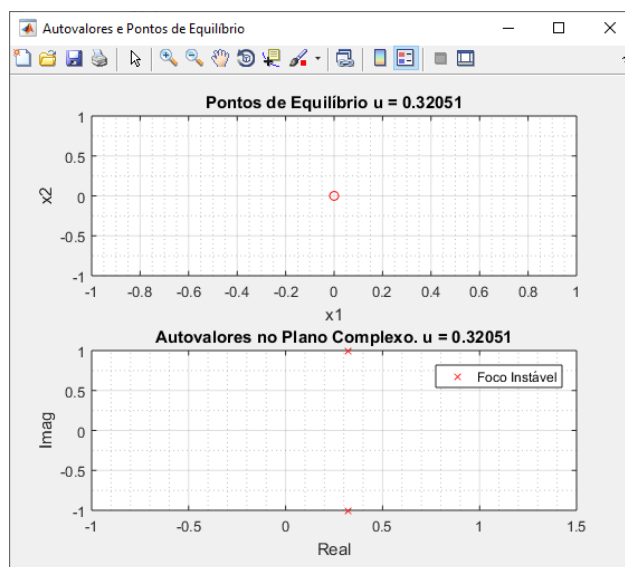 Autovalores e Pontos de Equilíbrio
Pontos de Equilíbrio u = 0.32051
1
0.5
0
-0.5
-1
x2
-1 -0.8 -0.6 -0.4 -0.2 0 0.2 0.4 0.6 0.8 1
x1
Autovalores no Plano Complexo. u = 0.32051
1
0.5
0
-0.5
-1
Imag
Foco Instável
-1 -0.5 0 0.5 1 1.5
Real